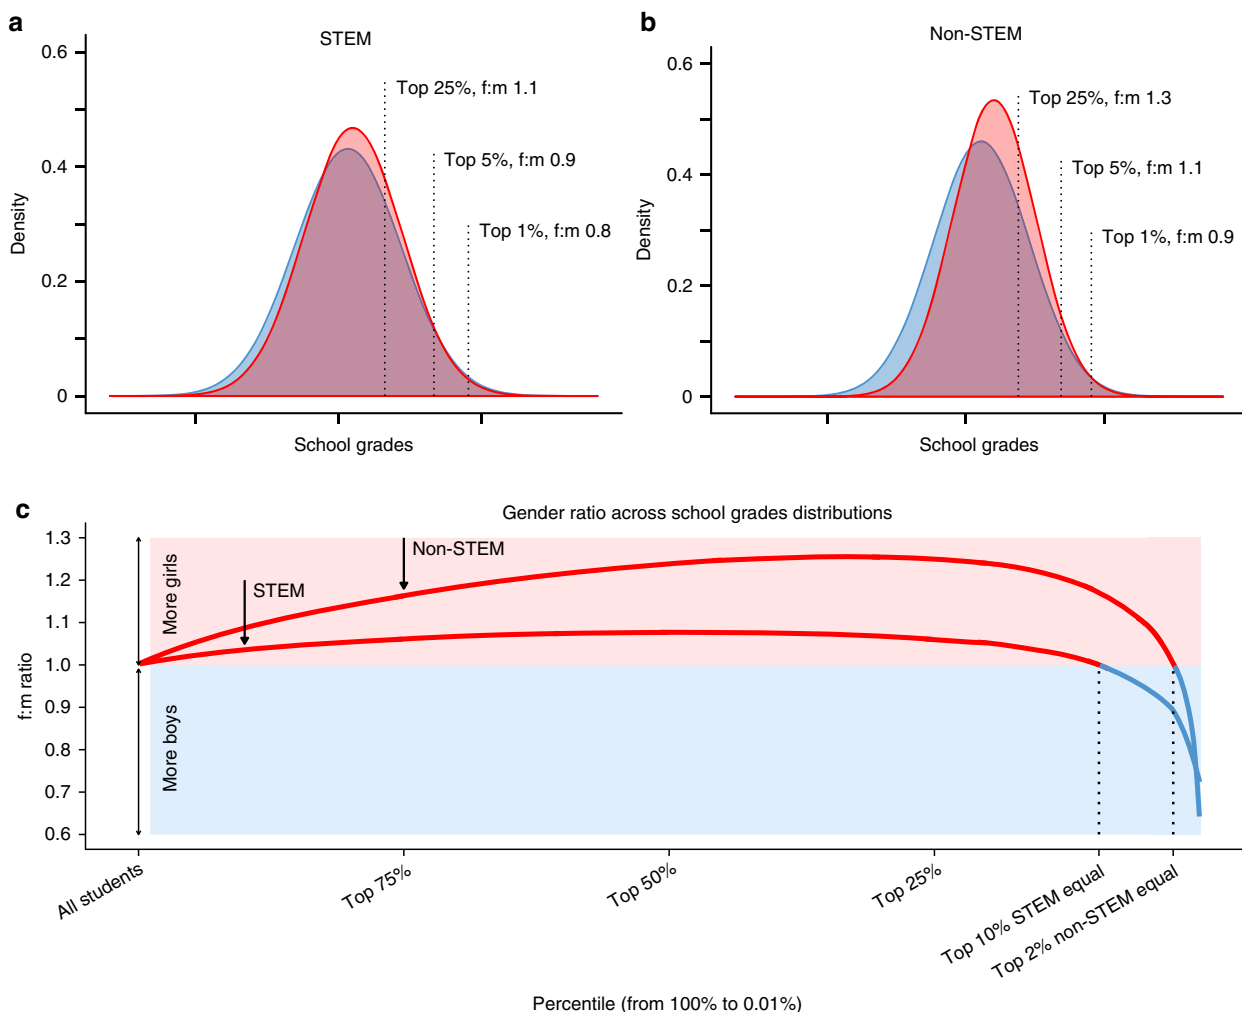 a
STEM
0.6
0.4
0.2
0
Density
Top 25%, f:m 1.1
Top 5%, f:m 0.9
Top 1%, f:m 0.8
School grades
b
Non-STEM
0.6
0.4
0.2
0
Density
Top 25%, f:m 1.3
Top 5%, f:m 1.1
Top 1%, f:m 0.9
School grades
c
Gender ratio across school grades distributions
1.3
1.2
1.1
1.0
0.9
0.8
0.7
0.6
f:m ratio
More girls
More boys
STEM
Non-STEM
All students
Top 75%
Top 50%
Top 25%
Top 10% STEM equal
Top 2% non-STEM equal
Percentile (from 100% to 0.01%)